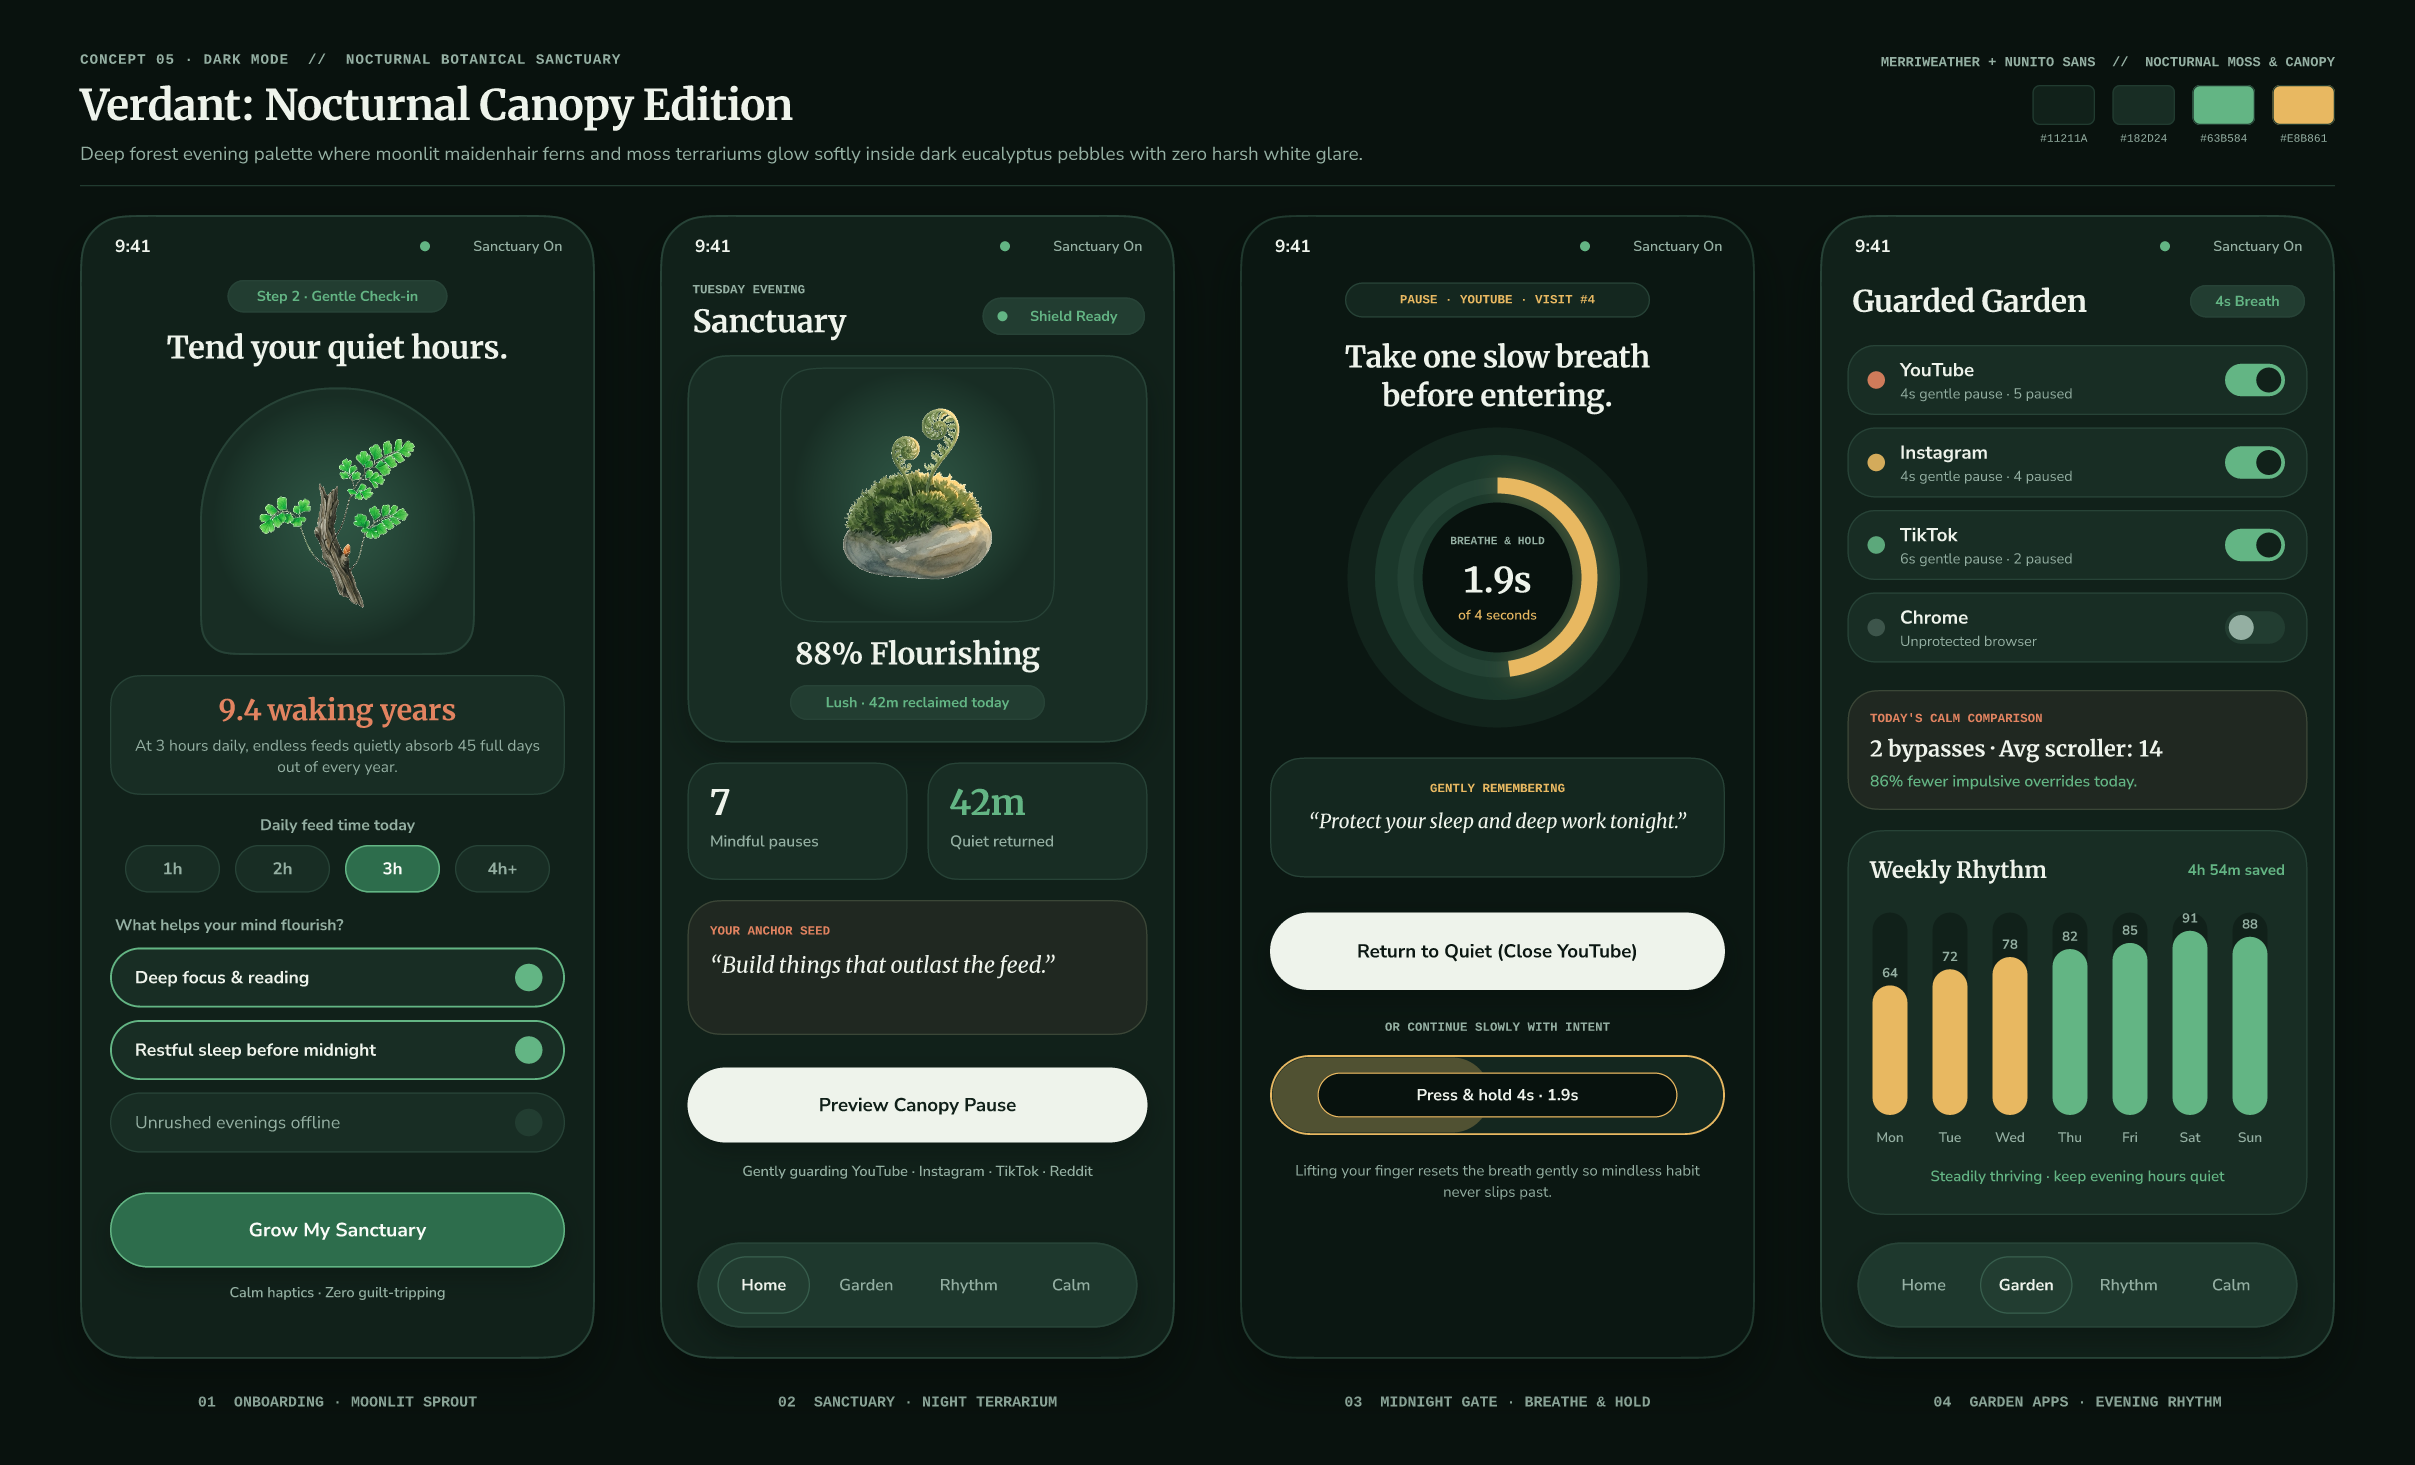 CONCEPT 05 · DARK MODE // NOCTURNAL BOTANICAL SANCTUARY
Verdant: Nocturnal Canopy Edition
Deep forest evening palette where moonlit maidenhair ferns and moss terrariums glow softly inside dark eucalyptus pebbles with zero harsh white glare.
MERRIWEATHER + NUNITO SANS // NOCTURNAL MOSS & CANOPY
#11211A #182D24 #63B584 #E8B861
9:41 Sanctuary On
Step 2 · Gentle Check-in
Tend your quiet hours.
9.4 waking years
At 3 hours daily, endless feeds quietly absorb 45 full days
out of every year.
Daily feed time today
1h 2h 3h 4h+
What helps your mind flourish?
Deep focus & reading
Restful sleep before midnight
Unrushed evenings offline
Grow My Sanctuary
Calm haptics · Zero guilt-tripping
01 ONBOARDING · MOONLIT SPROUT
9:41 Sanctuary On
TUESDAY EVENING
Sanctuary
Shield Ready
88% Flourishing
Lush · 42m reclaimed today
7
Mindful pauses
42m
Quiet returned
YOUR ANCHOR SEED
“Build things that outlast the feed.”
Preview Canopy Pause
Gently guarding YouTube · Instagram · TikTok · Reddit
Home Garden Rhythm Calm
02 SANCTUARY · NIGHT TERRARIUM
9:41 Sanctuary On
PAUSE · YOUTUBE · VISIT #4
Take one slow breath
before entering.
BREATHE & HOLD
1.9s
of 4 seconds
GENTLY REMEMBERING
“Protect your sleep and deep work tonight.”
Return to Quiet (Close YouTube)
OR CONTINUE SLOWLY WITH INTENT
Press & hold 4s · 1.9s
Lifting your finger resets the breath gently so mindless habit
never slips past.
03 MIDNIGHT GATE · BREATHE & HOLD
9:41 Sanctuary On
Guarded Garden
4s Breath
YouTube
4s gentle pause · 5 paused
Instagram
4s gentle pause · 4 paused
TikTok
6s gentle pause · 2 paused
Chrome
Unprotected browser
TODAY'S CALM COMPARISON
2 bypasses · Avg scroller: 14
86% fewer impulsive overrides today.
Weekly Rhythm
4h 54m saved
64 72 78 82 85 91 88
Mon Tue Wed Thu Fri Sat Sun
Steadily thriving · keep evening hours quiet
Home Garden Rhythm Calm
04 GARDEN APPS · EVENING RHYTHM